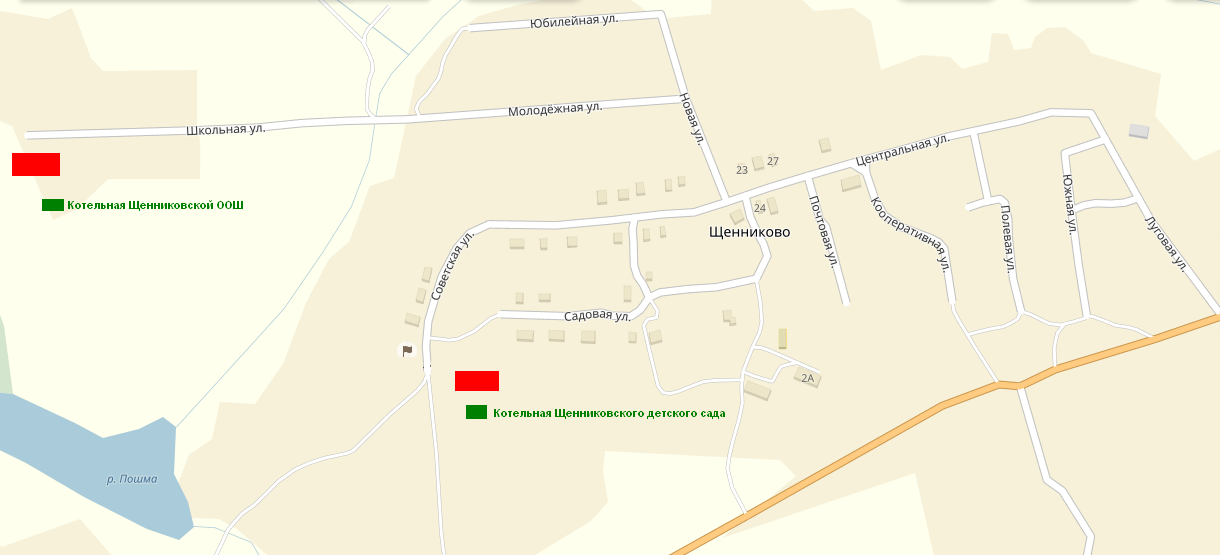 Юбилейная ул.
Молодёжная ул.
Школьная ул.
Новая ул.
Центральная ул.
23
27
24
Котельная Щенниковской ООШ
Щенниково
Почтовая ул.
Кооперативная ул.
Полевая ул.
Южная ул.
Луговая ул.
Советская ул.
Садовая ул.
2А
Котельная Щенниковского детского сада
р. Пошма